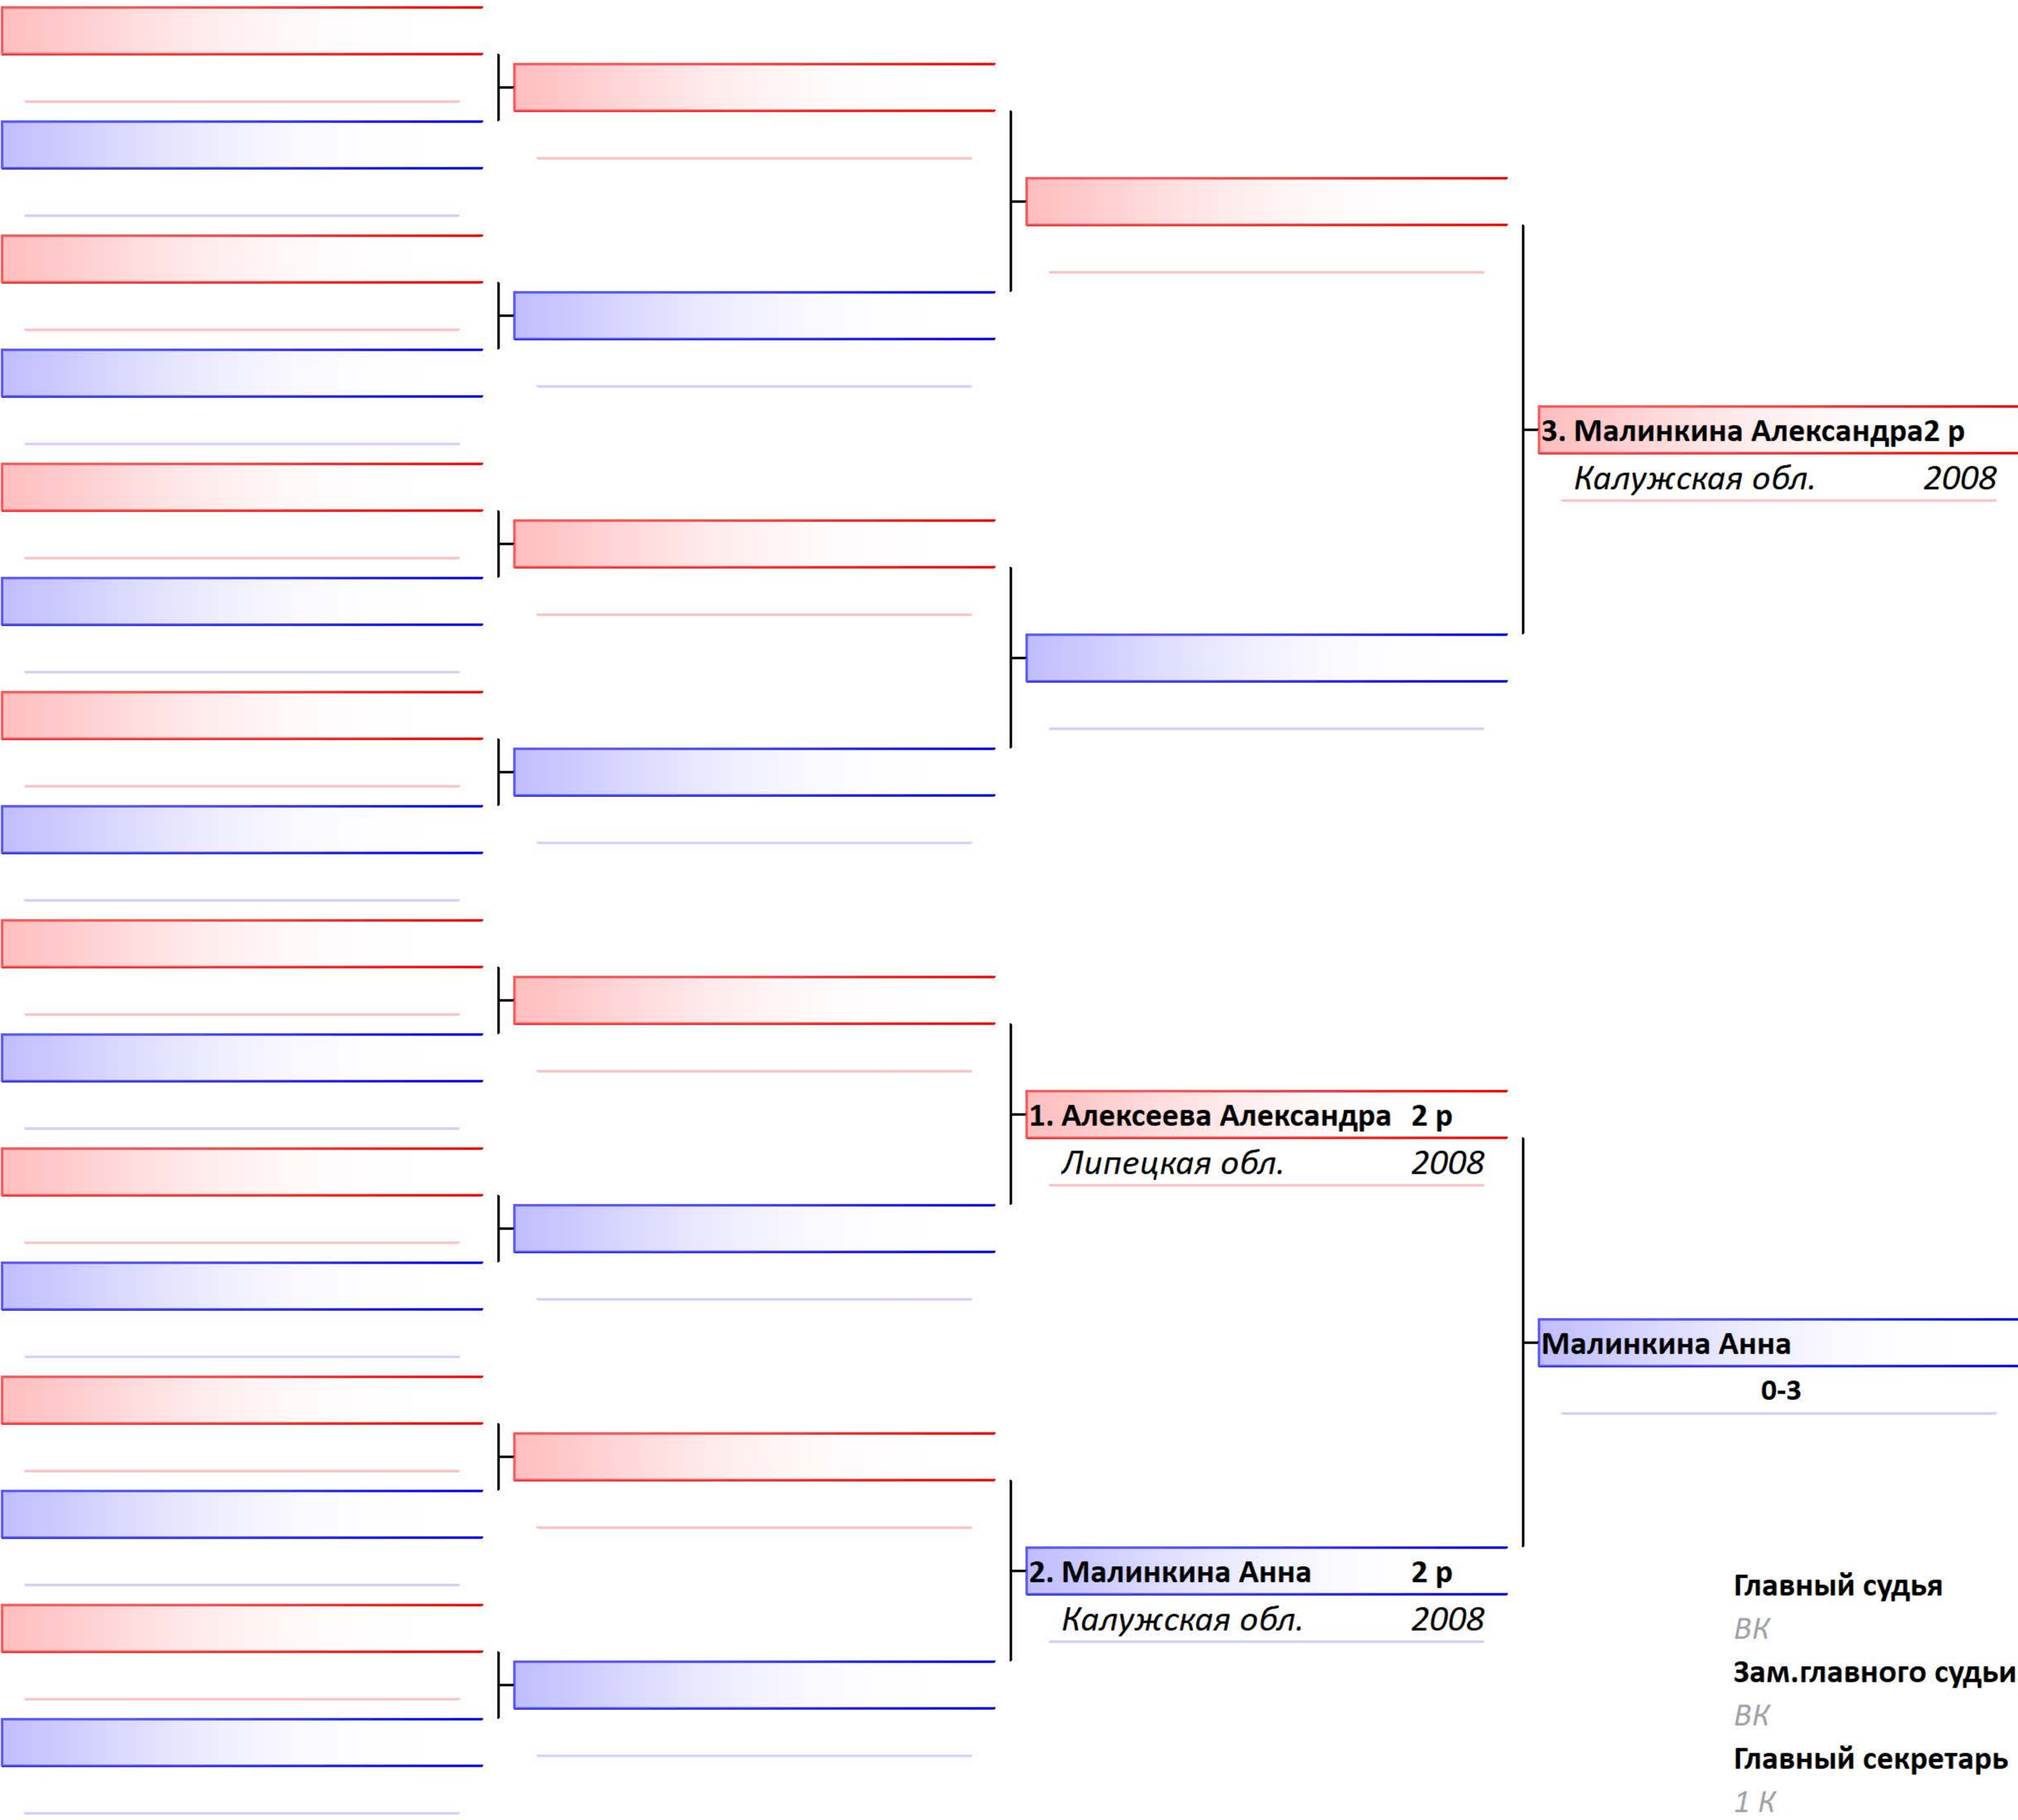 3. Малинкина Александра2 р
Калужская обл. 2008
1. Алексеева Александра 2 р
Липецкая обл. 2008
Малинкина Анна
0-3
2. Малинкина Анна 2 р
Калужская обл. 2008
Главный судья
ВК
Зам.главного судьи
ВК
Главный секретарь
1 К